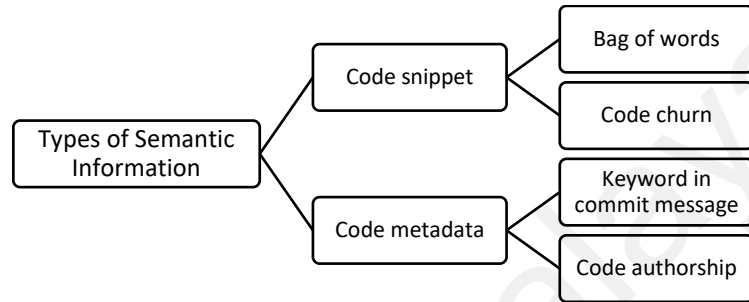 Types of Semantic
Information
Code snippet
Bag of words
Code churn
Code metadata
Keyword in
commit message
Code authorship